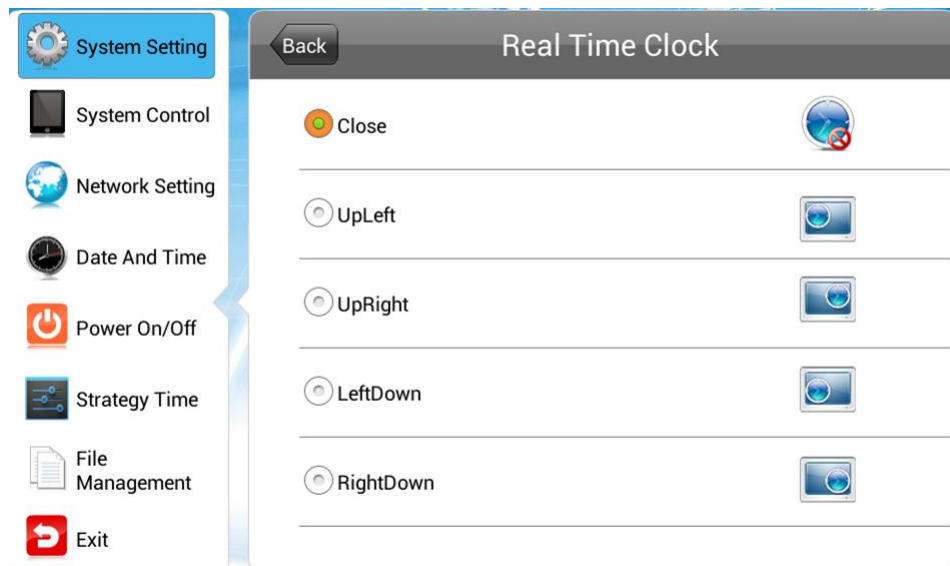 System Setting
System Control
Network Setting
Date And Time
Power On/Off
Strategy Time
File
Management
Exit
Back
Real Time Clock
Close
UpLeft
UpRight
LeftDown
RightDown